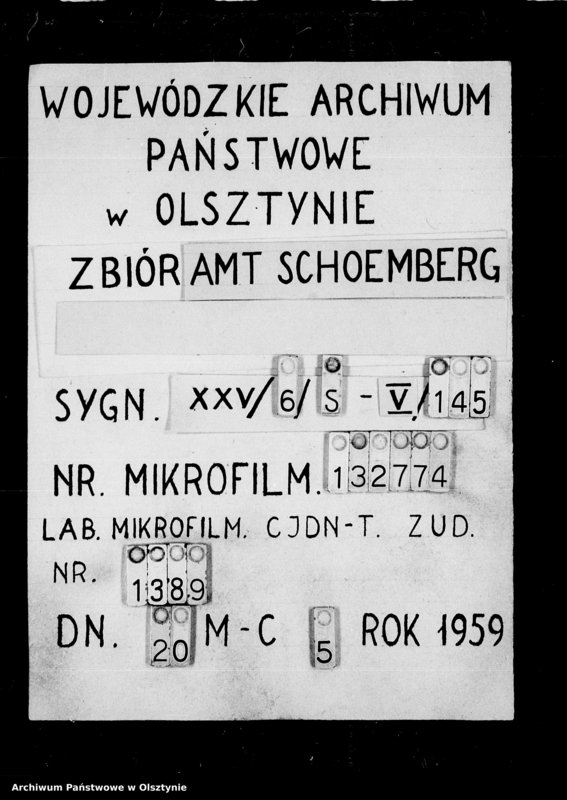 WOJEWÓDZKIE ARCHIWUM
PAŃSTWOWE
w OLSZTYNIE
ZBIÓR AMT SCHOEMBERG
SYGN. XXV/6/S - V/145
NR. MIKROFILM. 132774
LAB. MIKROFILM. CJDN-T. ZUD.
NR. 1389
DN. 20 M-C 5 ROK 1959
Archiwum Państwowe w Olsztynie